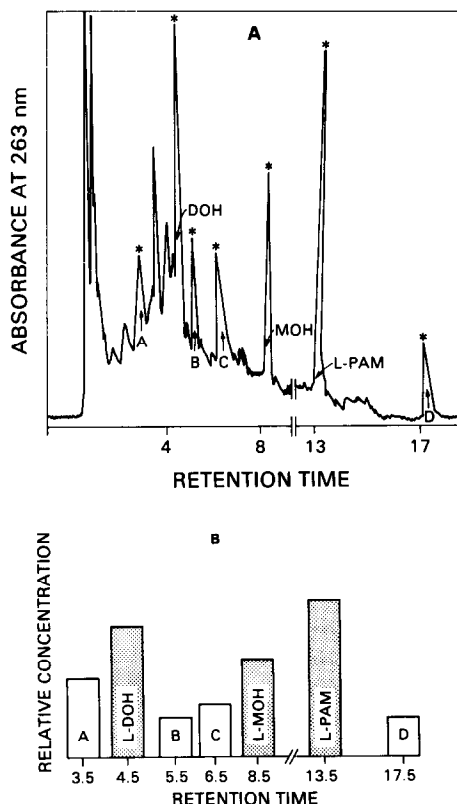 A
ABSORBANCE AT 263 nm
* * * * * * *
DOH
MOH
L-PAM
A B C D
4 8 13 17
RETENTION TIME
B
RELATIVE CONCENTRATION
A L-DOH B C L-MOH L-PAM D
3.5 4.5 5.5 6.5 8.5 13.5 17.5
RETENTION TIME